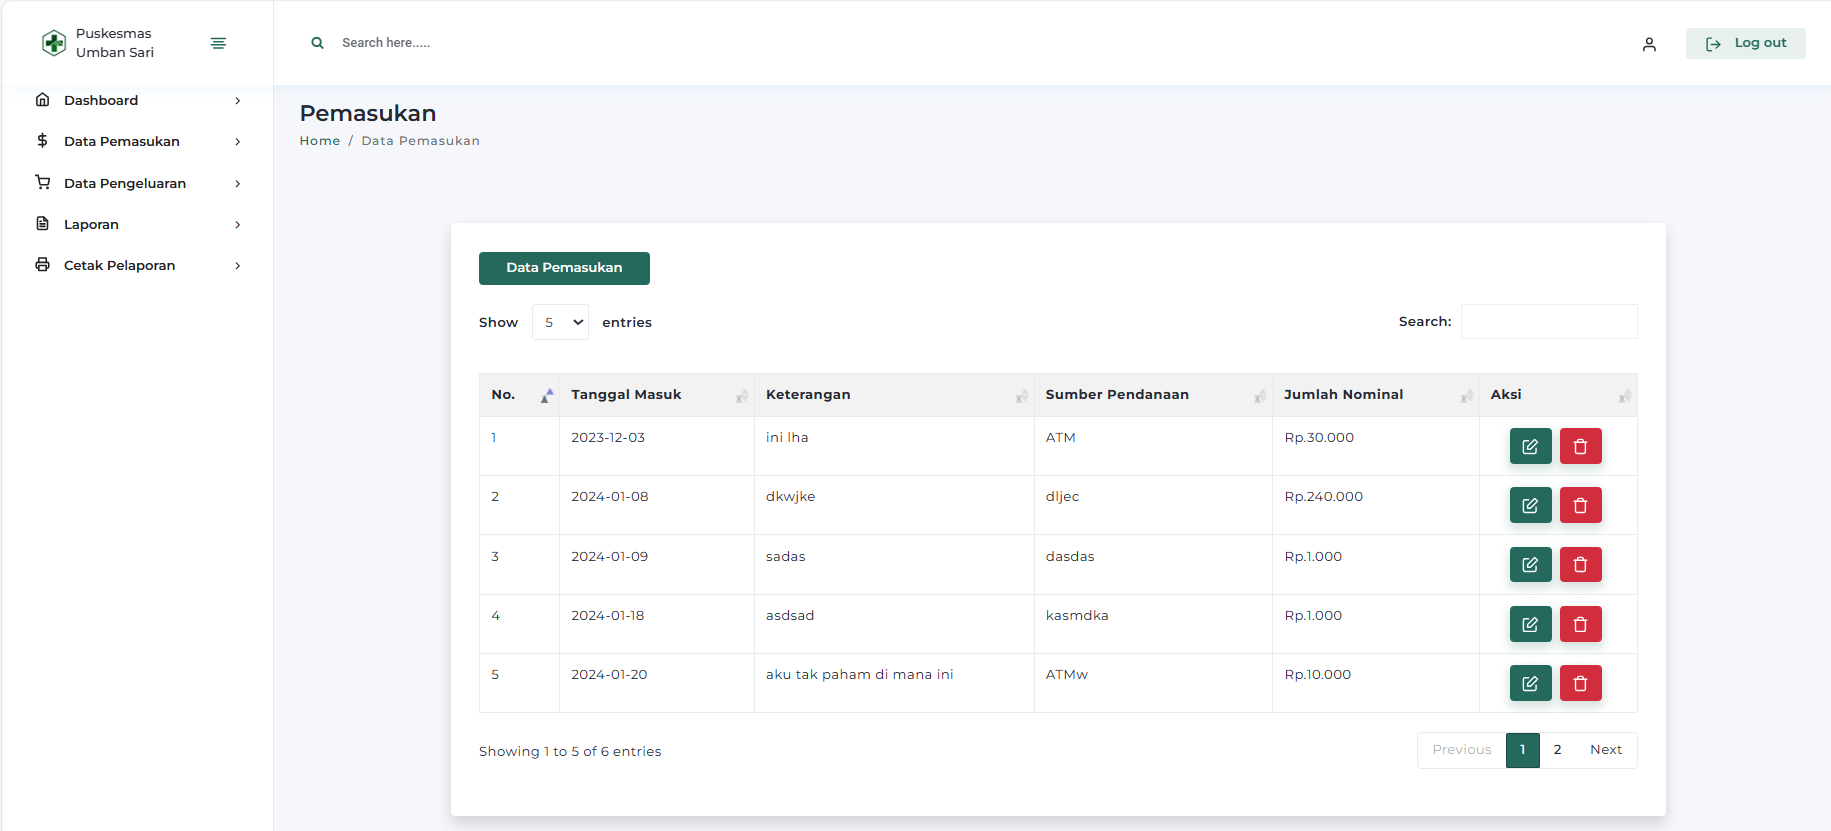 Puskesmas
Umban Sari
Search here.....
Log out
Dashboard
Data Pemasukan
Data Pengeluaran
Laporan
Cetak Pelaporan
Pemasukan
Home / Data Pemasukan
Data Pemasukan
Show 5 entries
Search:
No. Tanggal Masuk Keterangan Sumber Pendanaan Jumlah Nominal Aksi
1 2023-12-03 ini lha ATM Rp.30.000
2 2024-01-08 dkwjke dljec Rp.240.000
3 2024-01-09 sadas dasdas Rp.1.000
4 2024-01-18 asdsad kasmdka Rp.1.000
5 2024-01-20 aku tak paham di mana ini ATMw Rp.10.000
Showing 1 to 5 of 6 entries
Previous 1 2 Next